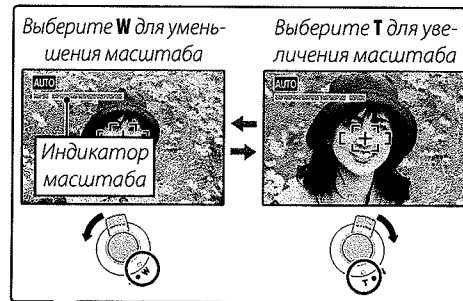 Выберите W для умень-
шения масштаба
Выберите T для уве-
личения масштаба
AUTO
Индикатор
масштаба
AUTO
W
T